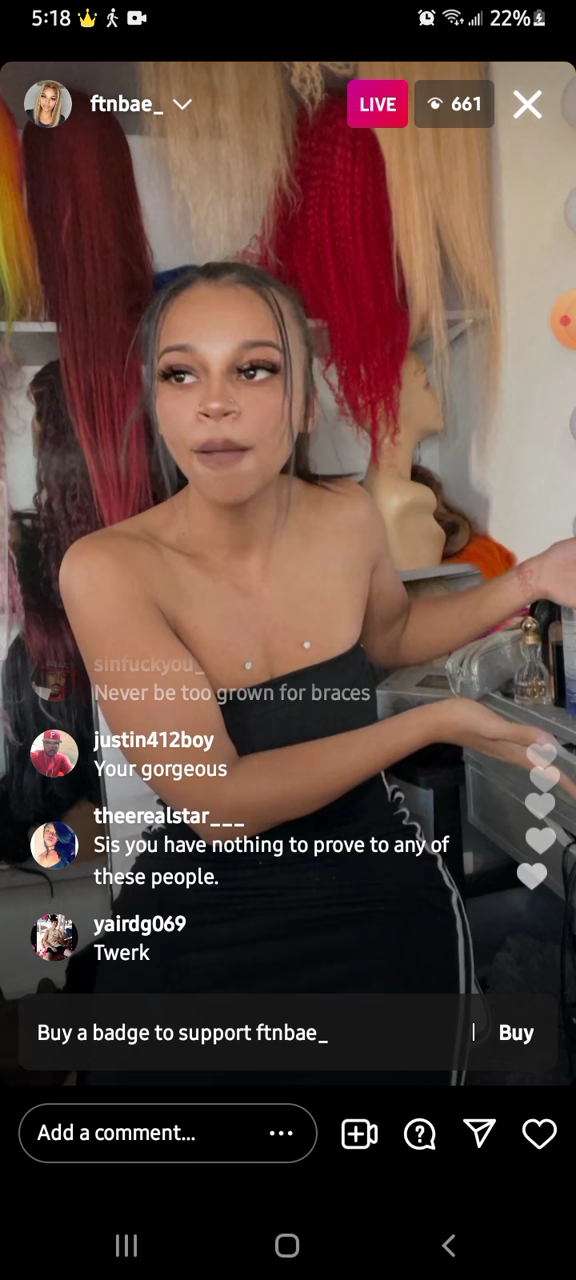 5:18
22%
ftnbae_
LIVE
661
sinfuckyou_
Never be too grown for braces
justin412boy
Your gorgeous
theerealstar___
Sis you have nothing to prove to any of
these people.
yairdg069
Twerk
Buy a badge to support ftnbae_ | Buy
Add a comment...